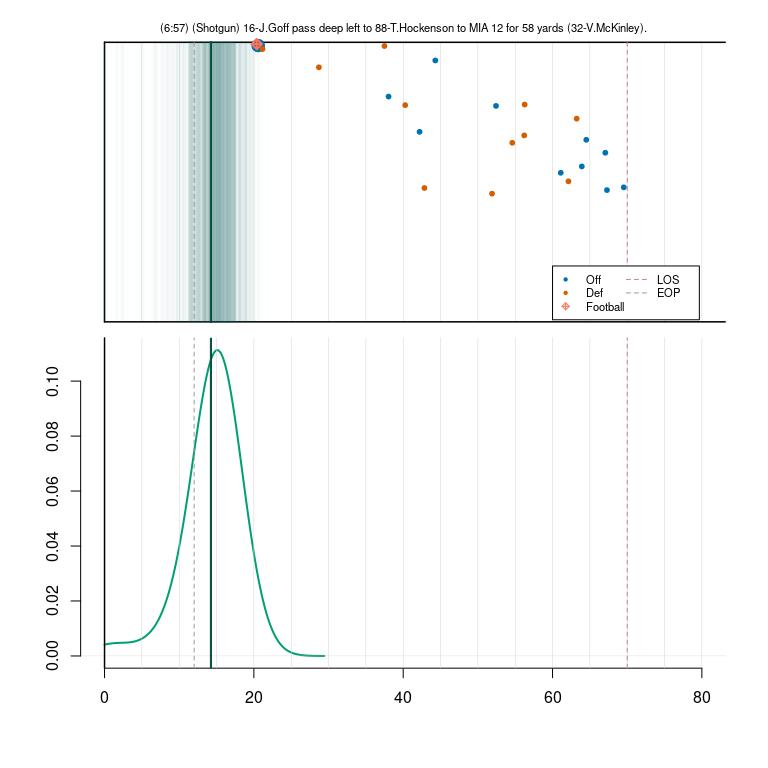 (6:57) (Shotgun) 16-J.Goff pass deep left to 88-T.Hockenson to MIA 12 for 58 yards (32-V.McKinley).
Off LOS
Def EOP
Football
0.10
0.08
0.06
0.04
0.02
0.00
0 20 40 60 80